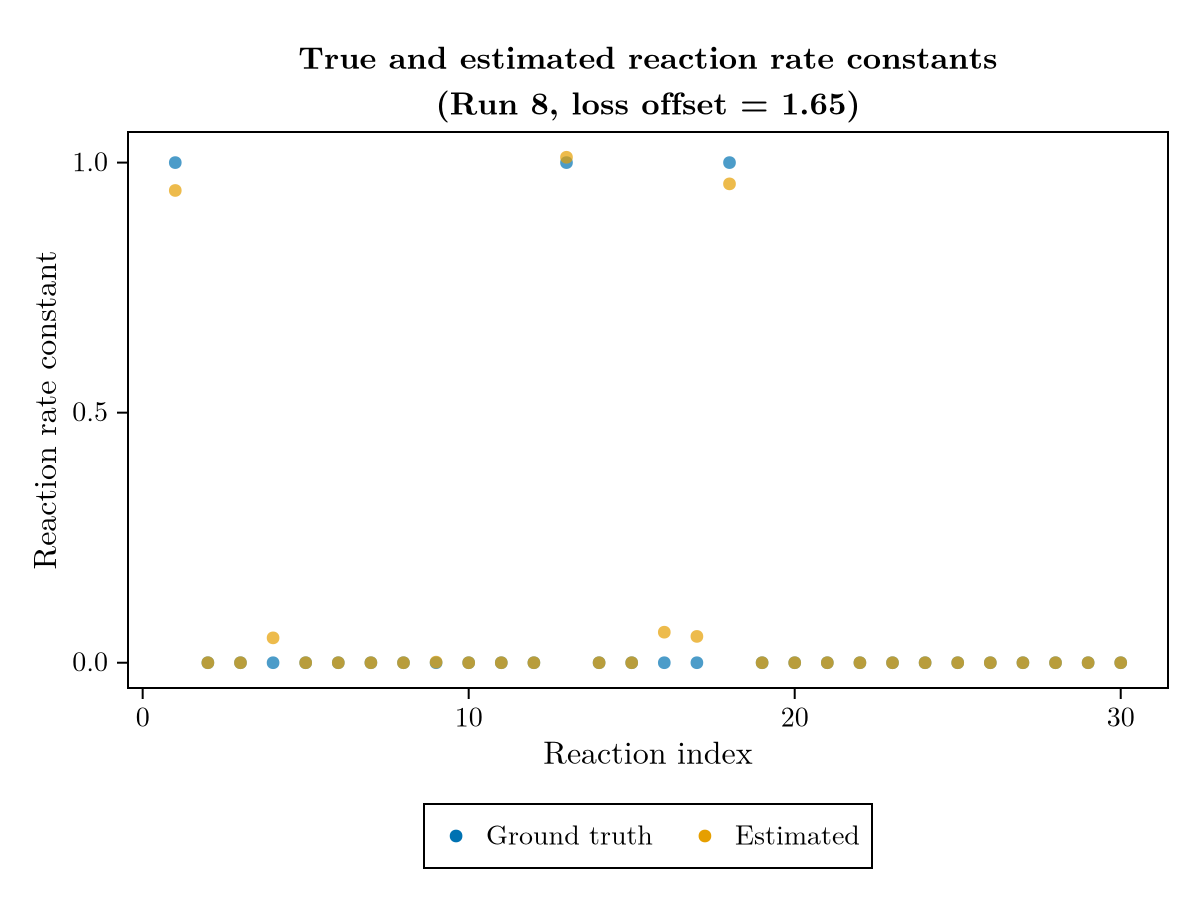 True and estimated reaction rate constants
(Run 8, loss offset = 1.65)
Reaction rate constant
1.0
0.5
0.0
0 10 20 30
Reaction index
Ground truth Estimated